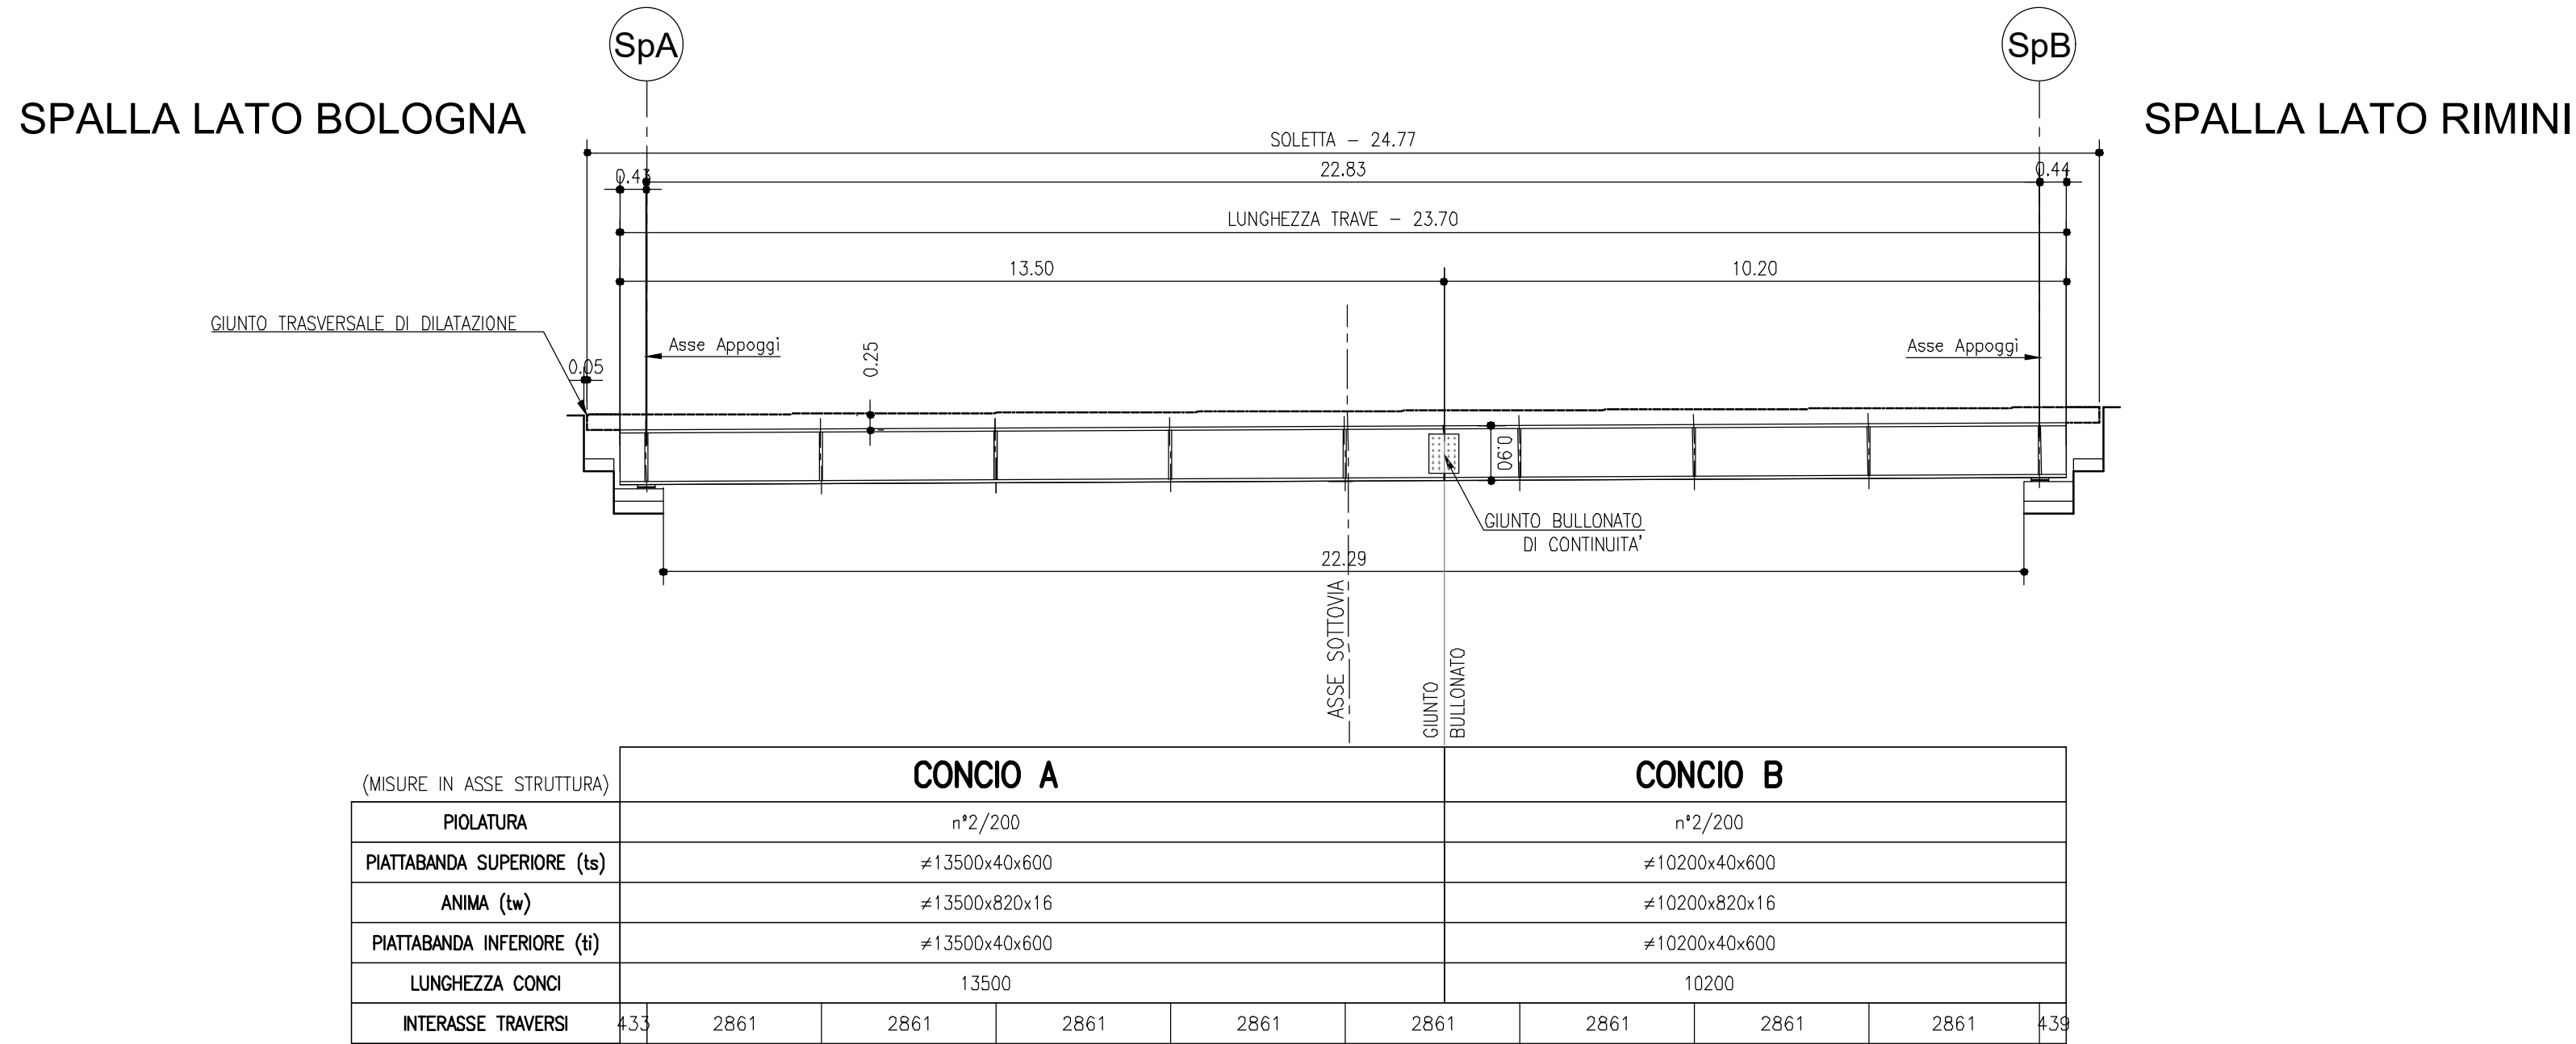 SpA
SpB
SPALLA LATO BOLOGNA
SPALLA LATO RIMINI
SOLETTA - 24.77
0.43
22.83
0.44
LUNGHEZZA TRAVE - 23.70
13.50
10.20
GIUNTO TRASVERSALE DI DILATAZIONE
Asse Appoggi
0.25
Asse Appoggi
0.05
0.90
GIUNTO BULLONATO
DI CONTINUITA'
22.29
ASSE SOTTOVIA
GIUNTO
BULLONATO
(MISURE IN ASSE STRUTTURA)
CONCIO A
CONCIO B
PIOLATURA
n°2/200
n°2/200
PIATTABANDA SUPERIORE (ts)
≠13500x40x600
≠10200x40x600
ANIMA (tw)
≠13500x820x16
≠10200x820x16
PIATTABANDA INFERIORE (ti)
≠13500x40x600
≠10200x40x600
LUNGHEZZA CONCI
13500
10200
INTERASSE TRAVERSI
433
2861
2861
2861
2861
2861
2861
2861
2861
439